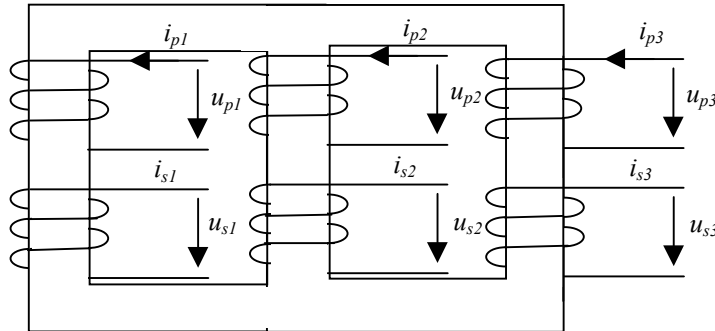 i_p1
i_p2
i_p3
u_p1
u_p2
u_p3
i_s1
i_s2
i_s3
u_s1
u_s2
u_s3